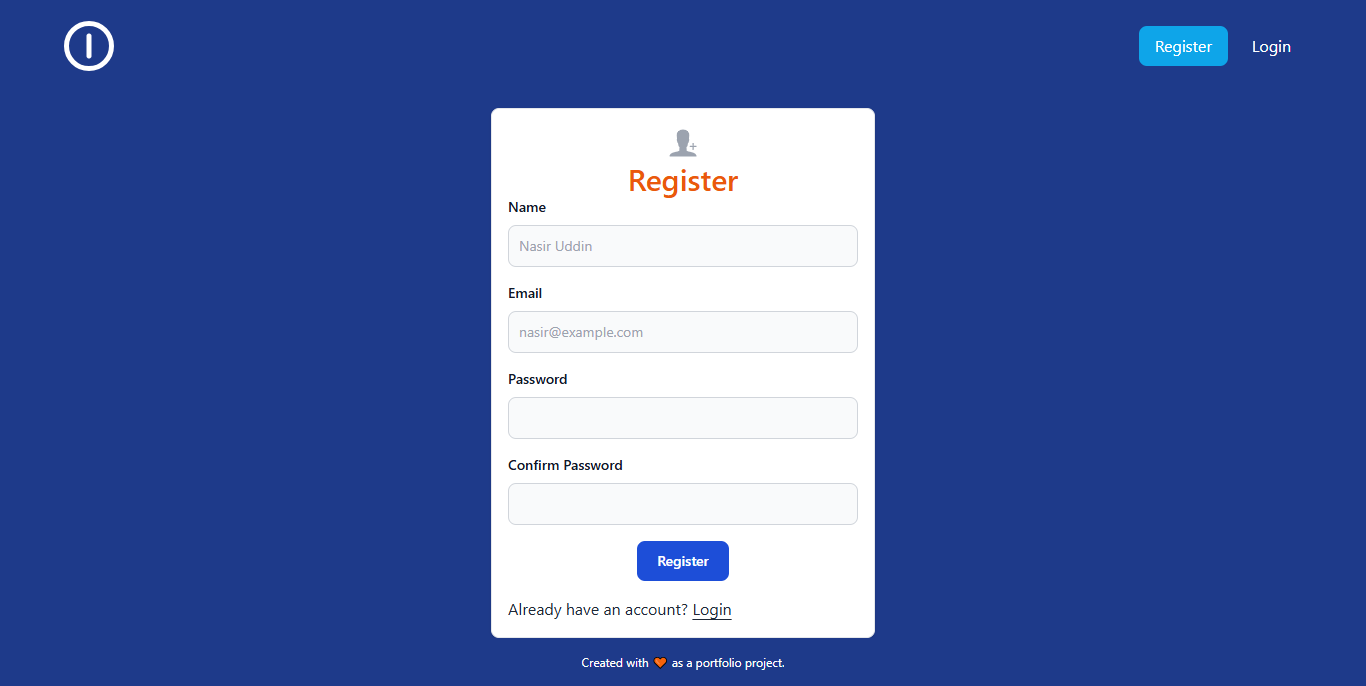 Register Login
Register
Name
Nasir Uddin
Email
nasir@example.com
Password
Confirm Password
Register
Already have an account? Login
Created with 🧡 as a portfolio project.